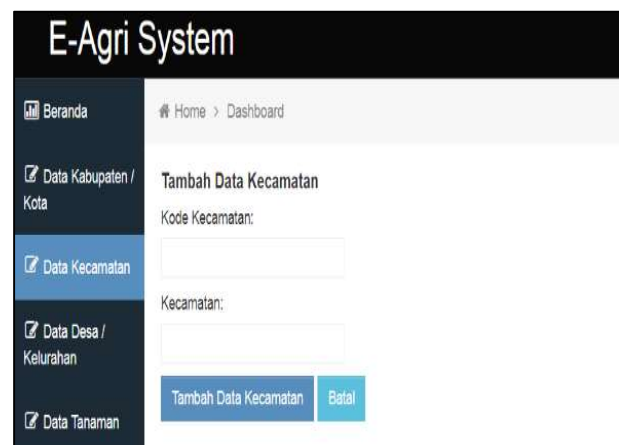 E-Agri System
Beranda
Home > Dashboard
Data Kabupaten /
Kota
Data Kecamatan
Data Desa /
Kelurahan
Data Tanaman
Tambah Data Kecamatan
Kode Kecamatan:
Kecamatan:
Tambah Data Kecamatan
Batal